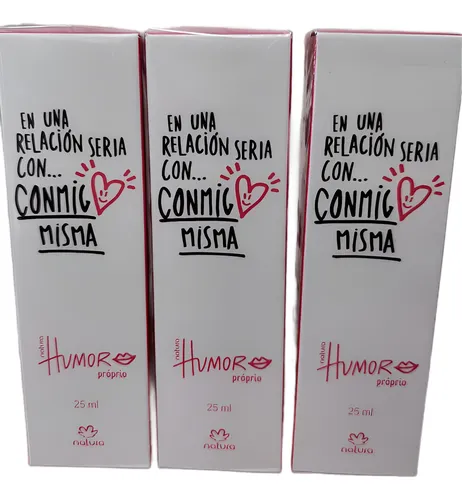 EN UNA
RELACIÓN SERIA
CON...
CONMIG
MISMA
natura
HUMOR
próprio
25 ml
natura
EN UNA
RELACIÓN SERIA
CON...
CONMIG
MISMA
natura
HUMOR
próprio
25 ml
natura
EN UNA
RELACIÓN SERIA
CON...
CONMIG
MISMA
natura
HUMOR
próprio
25 ml
natura